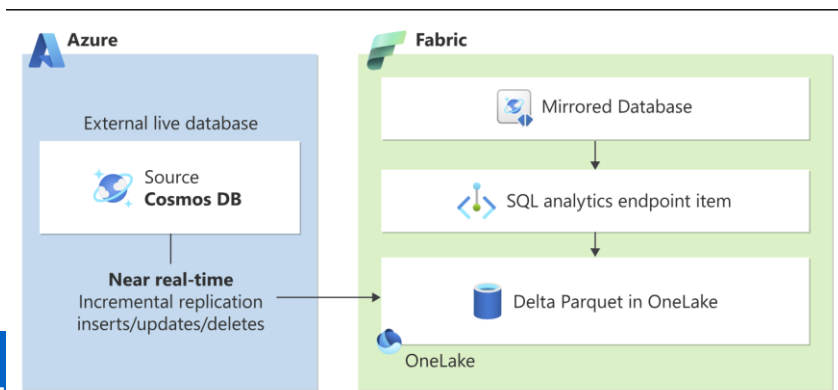 Azure
External live database
Source
Cosmos DB
Near real-time
Incremental replication
inserts/updates/deletes
Fabric
Mirrored Database
SQL analytics endpoint item
Delta Parquet in OneLake
OneLake